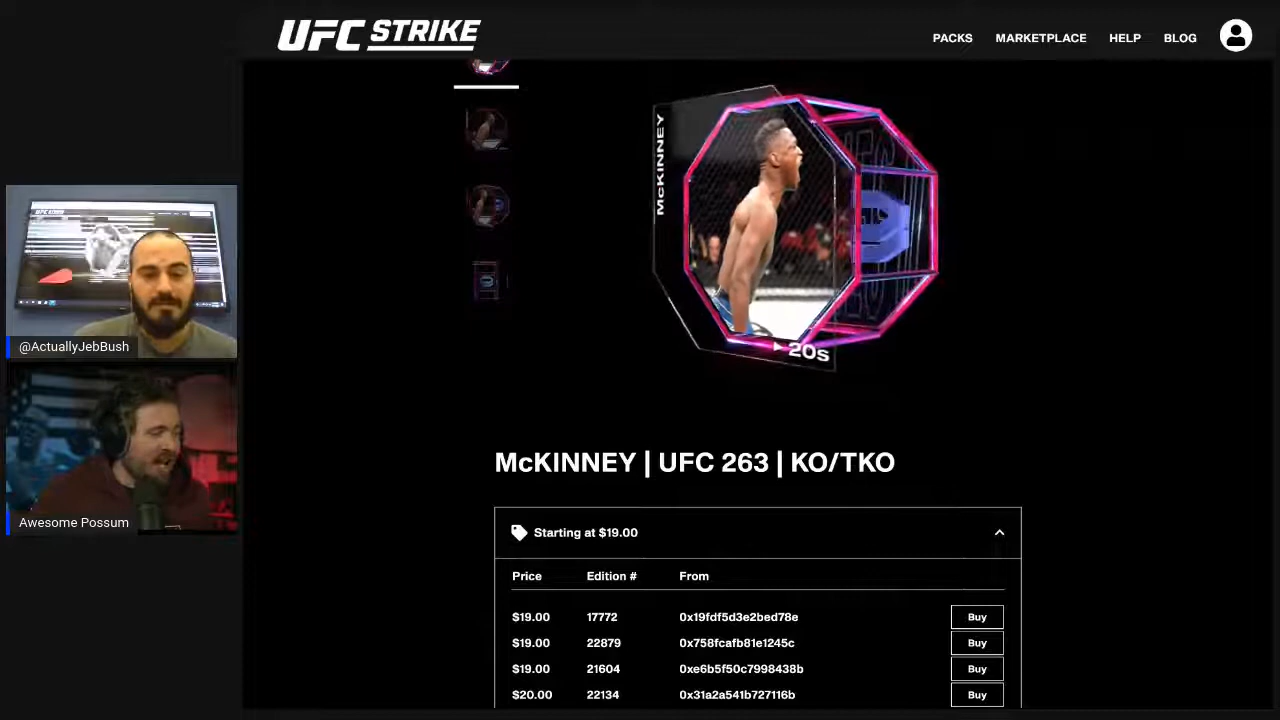 UFC STRIKE
PACKS
MARKETPLACE
HELP
BLOG
McKINNEY
20s
@ActuallyJebBush
Awesome Possum
McKINNEY | UFC 263 | KO/TKO
Starting at $19.00
Price Edition # From
$19.00 17772 0x19fdf5d3e2bed78e Buy
$19.00 22879 0x758fcafb81e1245c Buy
$19.00 21604 0xe6b5f50c7998438b Buy
$20.00 22134 0x31a2a541b727116b Buy